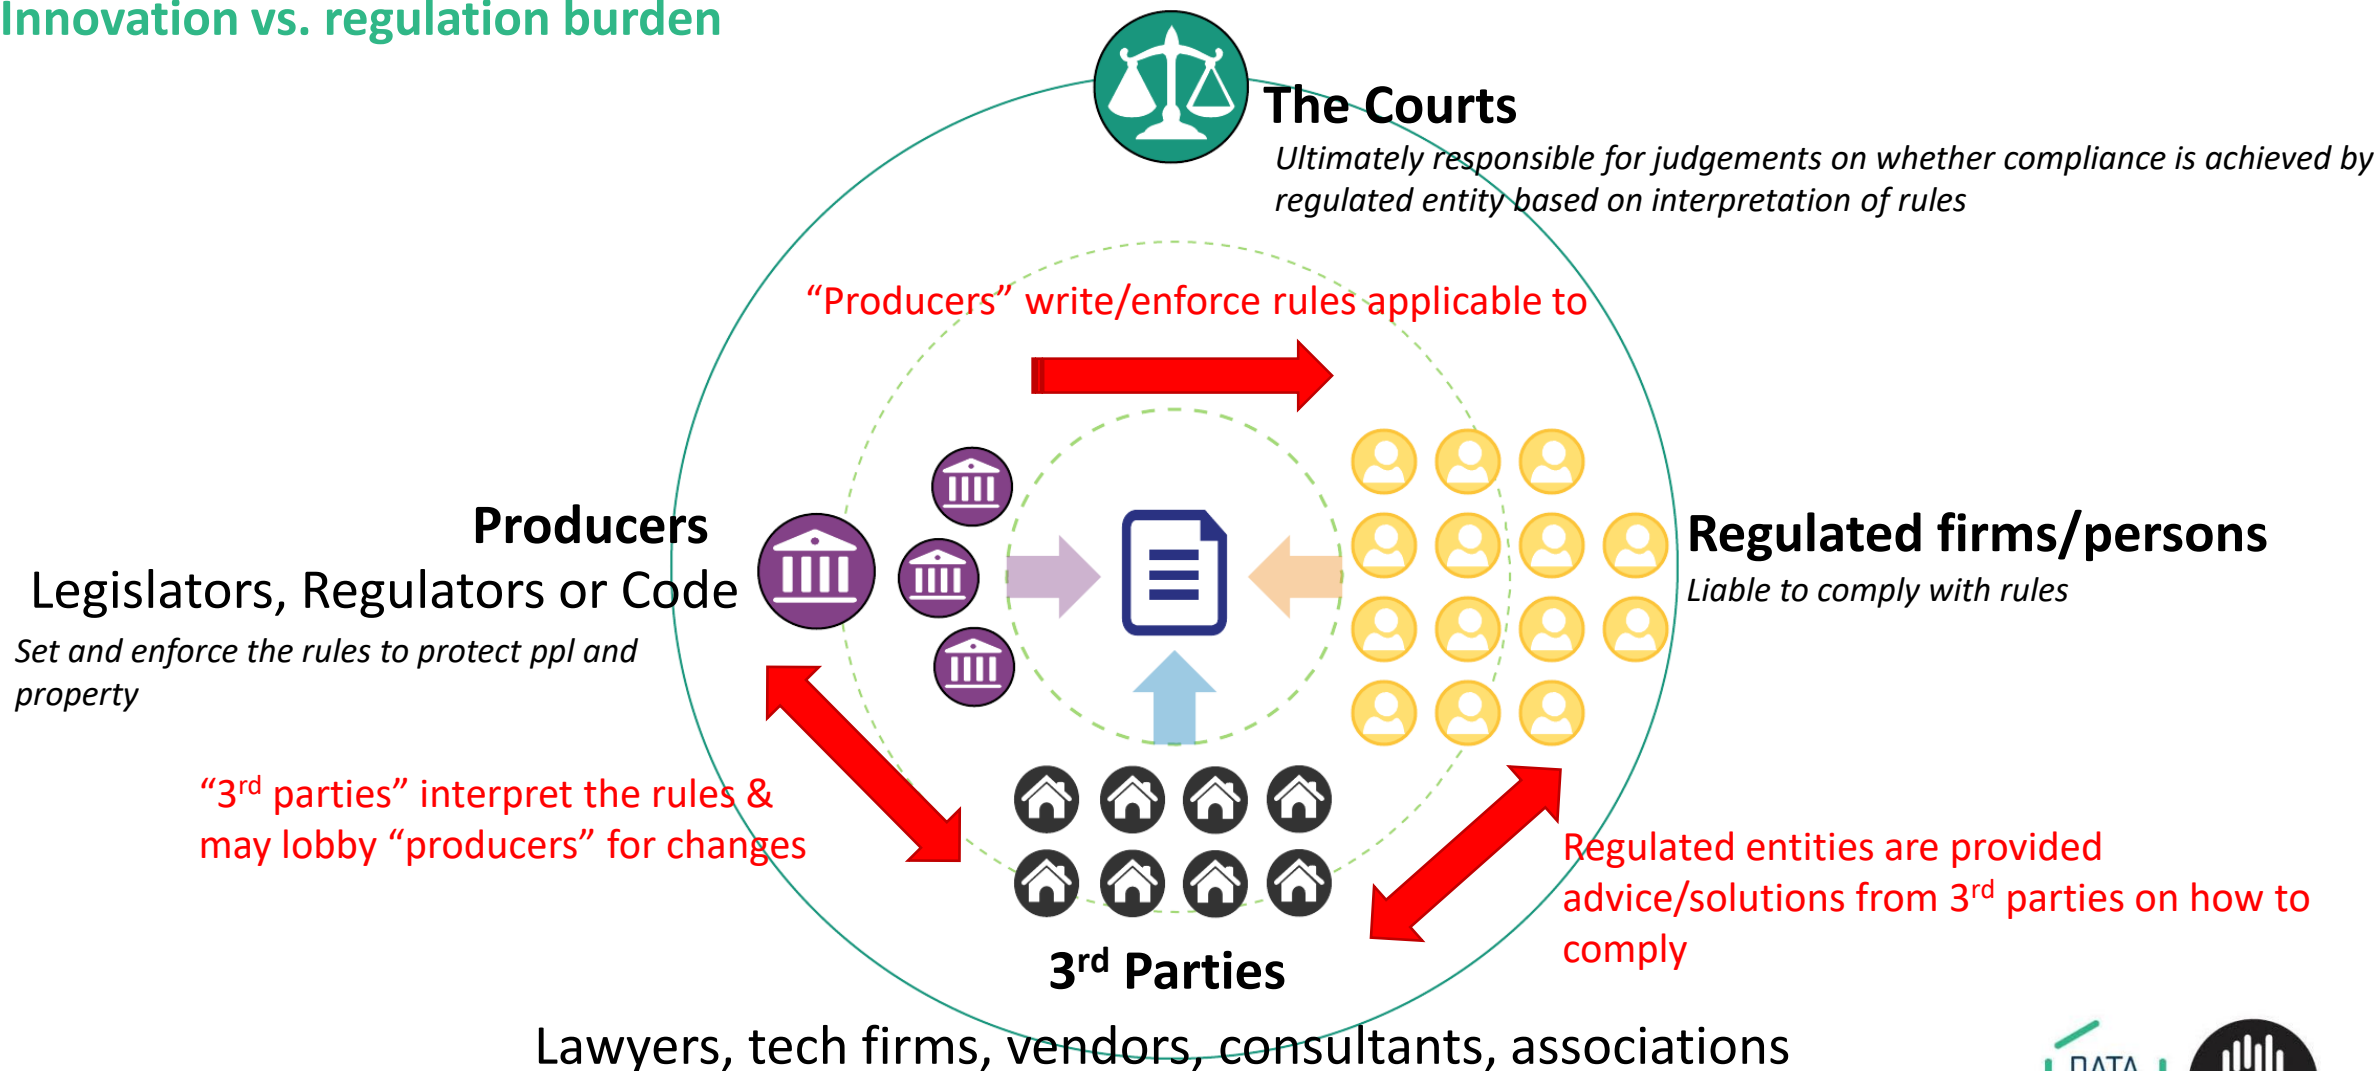 Innovation vs. regulation burden
The Courts
Ultimately responsible for judgements on whether compliance is achieved by
regulated entity based on interpretation of rules
“Producers” write/enforce rules applicable to
Producers
Legislators, Regulators or Code
Set and enforce the rules to protect ppl and
property
Regulated firms/persons
Liable to comply with rules
“3rd parties” interpret the rules &
may lobby “producers” for changes
Regulated entities are provided
advice/solutions from 3rd parties on how to
comply
3rd Parties
Lawyers, tech firms, vendors, consultants, associations
DATA